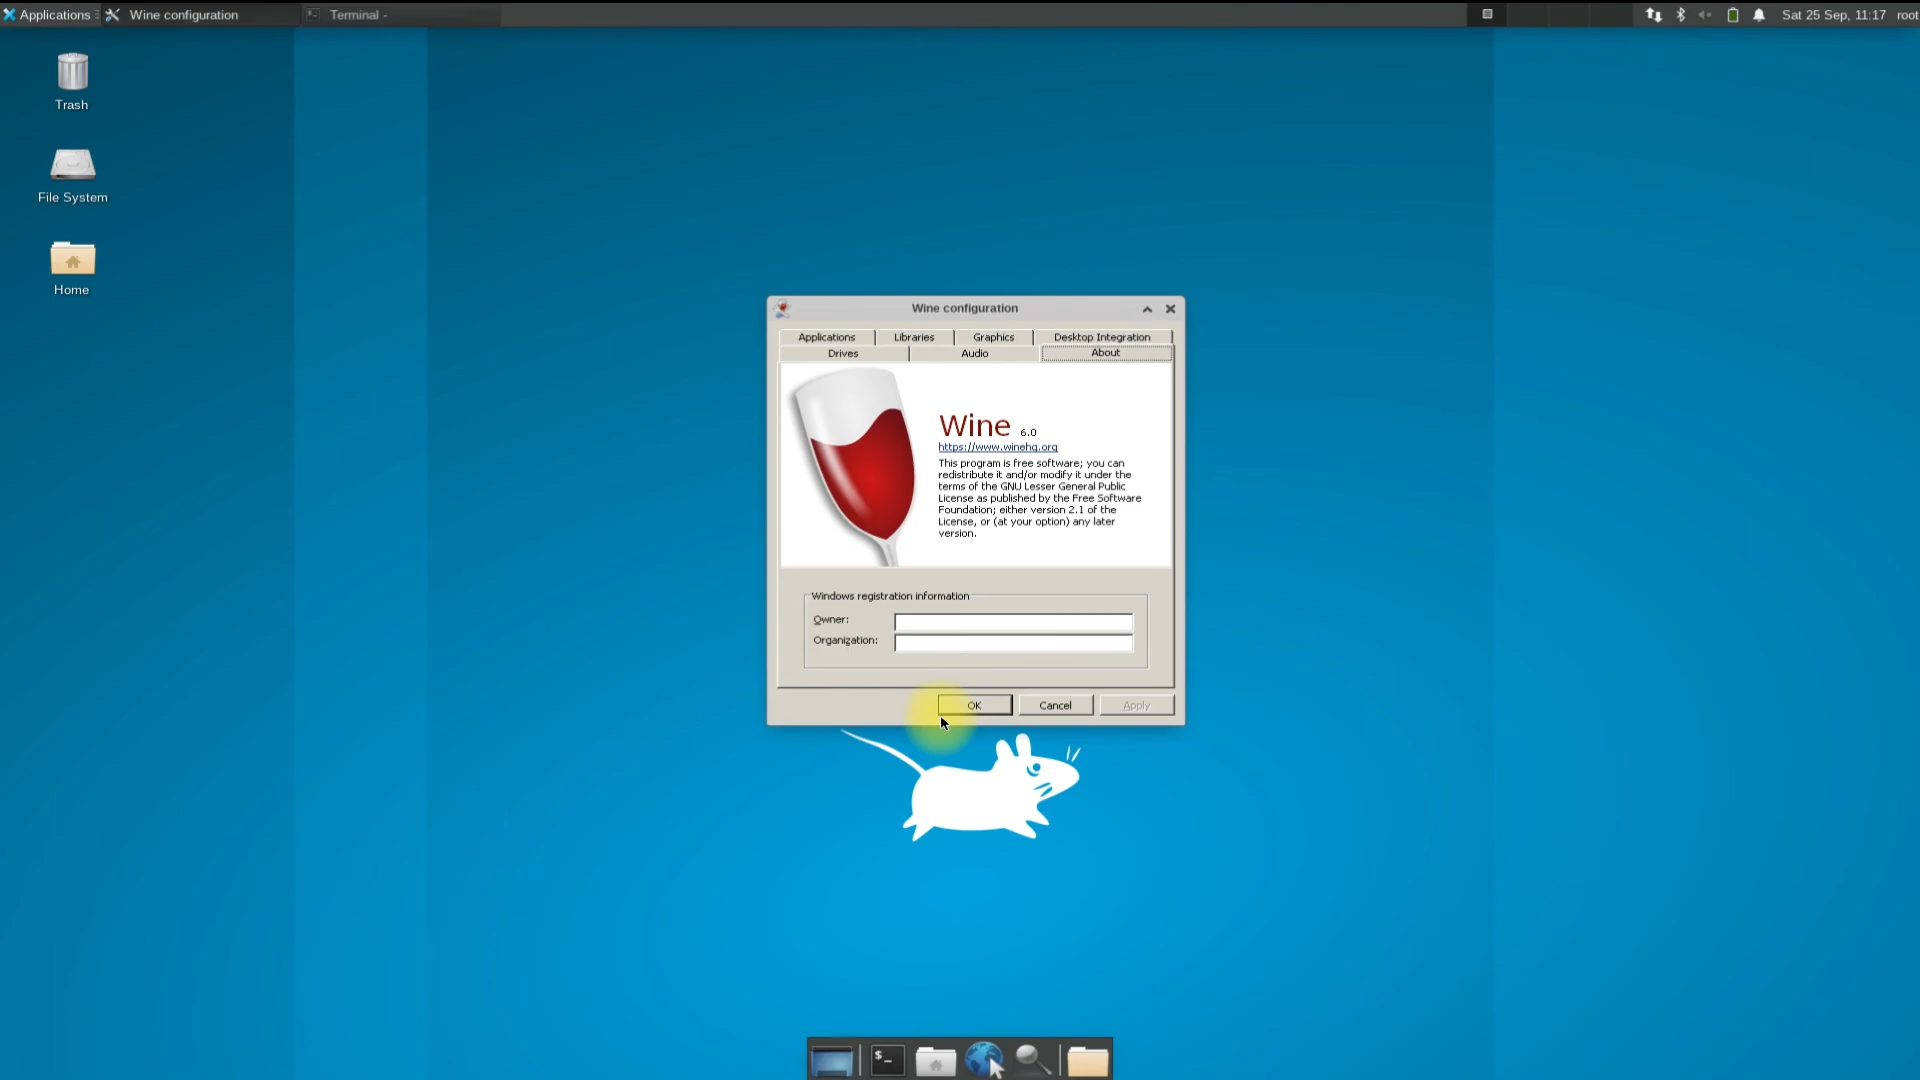 Applications
Wine configuration
Terminal -
Sat 25 Sep, 11:17
root
Trash
File System
Home
Wine configuration
Applications
Libraries
Graphics
Desktop Integration
Drives
Audio
About
Wine 6.0
https://www.winehq.org
This program is free software; you can
redistribute it and/or modify it under the
terms of the GNU Lesser General Public
License as published by the Free Software
Foundation; either version 2.1 of the
License, or (at your option) any later
version.
Windows registration information
Owner:
Organization:
OK
Cancel
Apply
$_